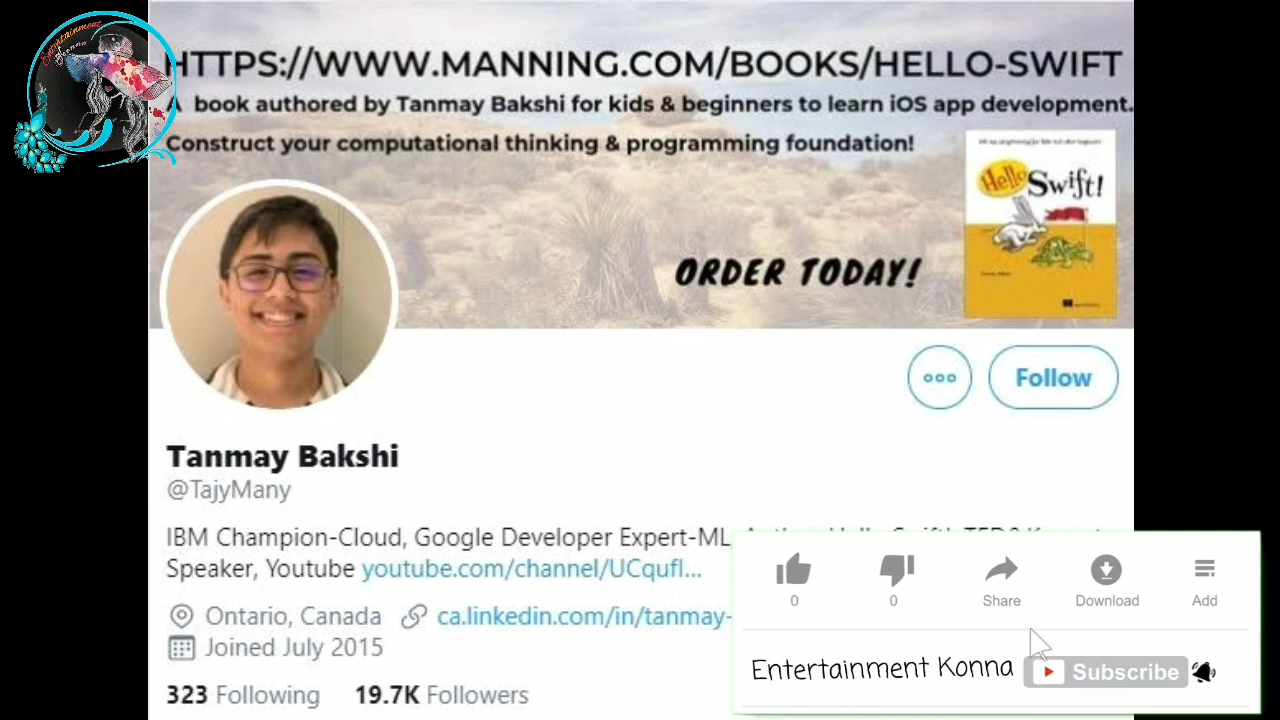 Entertainment
HTTPS://WWW.MANNING.COM/BOOKS/HELLO-SWIFT
book authored by Tanmay Bakshi for kids & beginners to learn iOS app development.
Construct your computational thinking & programming foundation!
Hello Swift!
ORDER TODAY!
Follow
Tanmay Bakshi
@TajyMany
IBM Champion-Cloud, Google Developer Expert-ML,
Speaker, Youtube youtube.com/channel/UCqufl...
Ontario, Canada ca.linkedin.com/in/tanmay-
Joined July 2015
323 Following 19.7K Followers
0 0 Share Download Add
Entertainment Konna Subscribe